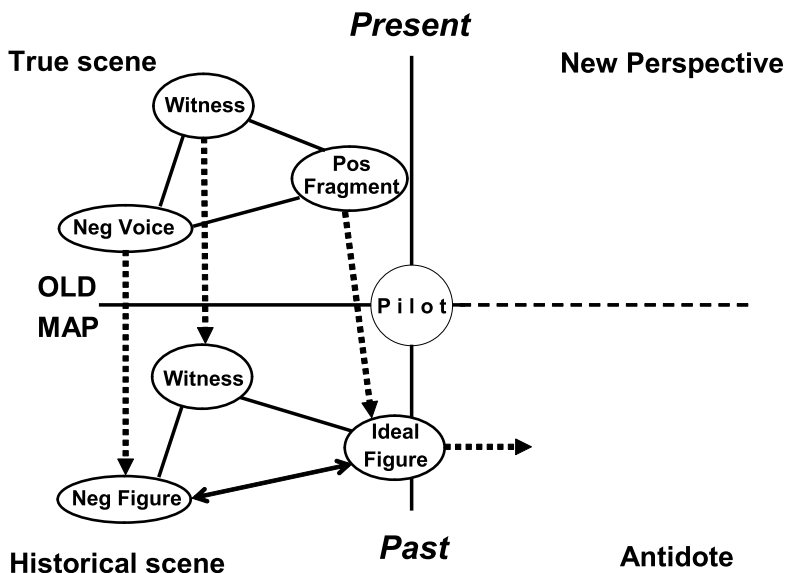 Present
True scene
New Perspective
Witness
Pos
Fragment
Neg Voice
OLD
MAP
Pilot
Witness
Ideal
Figure
Neg Figure
Past
Historical scene
Antidote